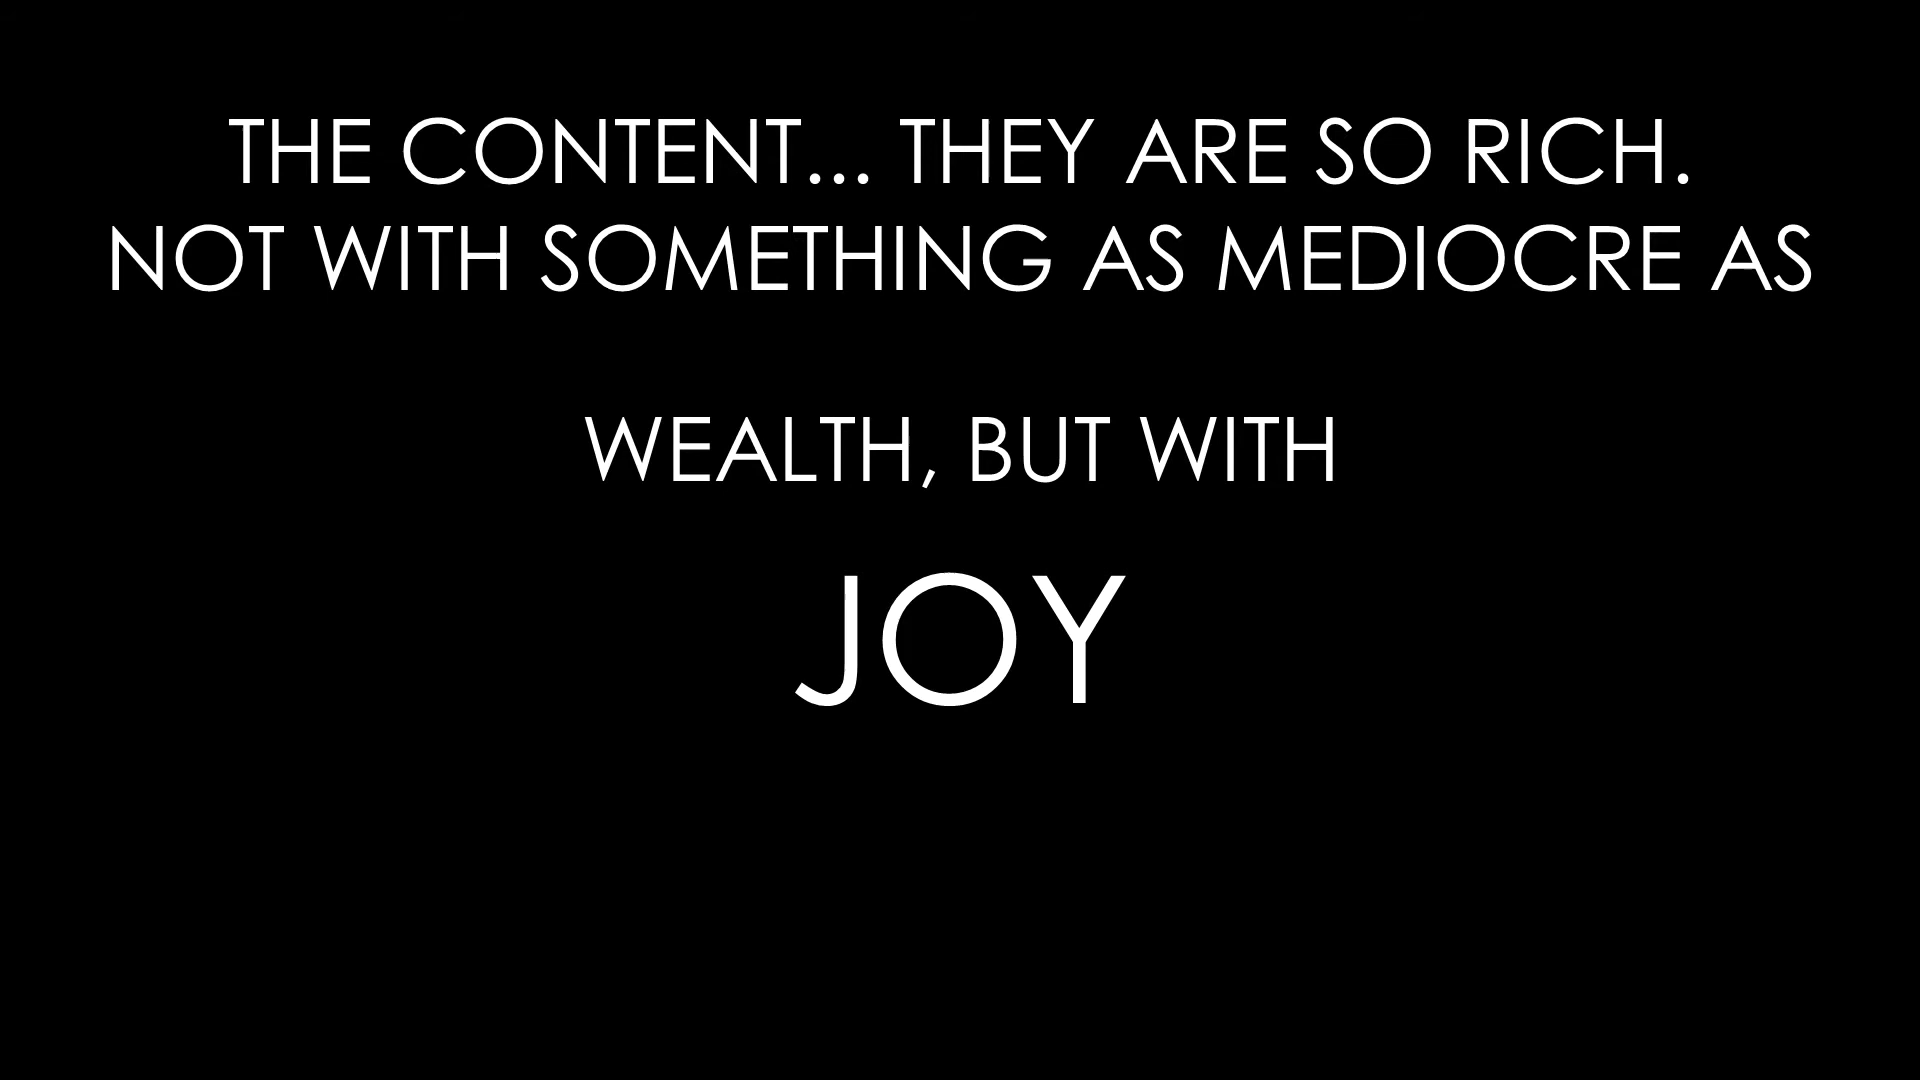 THE CONTENT... THEY ARE SO RICH.
NOT WITH SOMETHING AS MEDIOCRE AS
WEALTH, BUT WITH
JOY